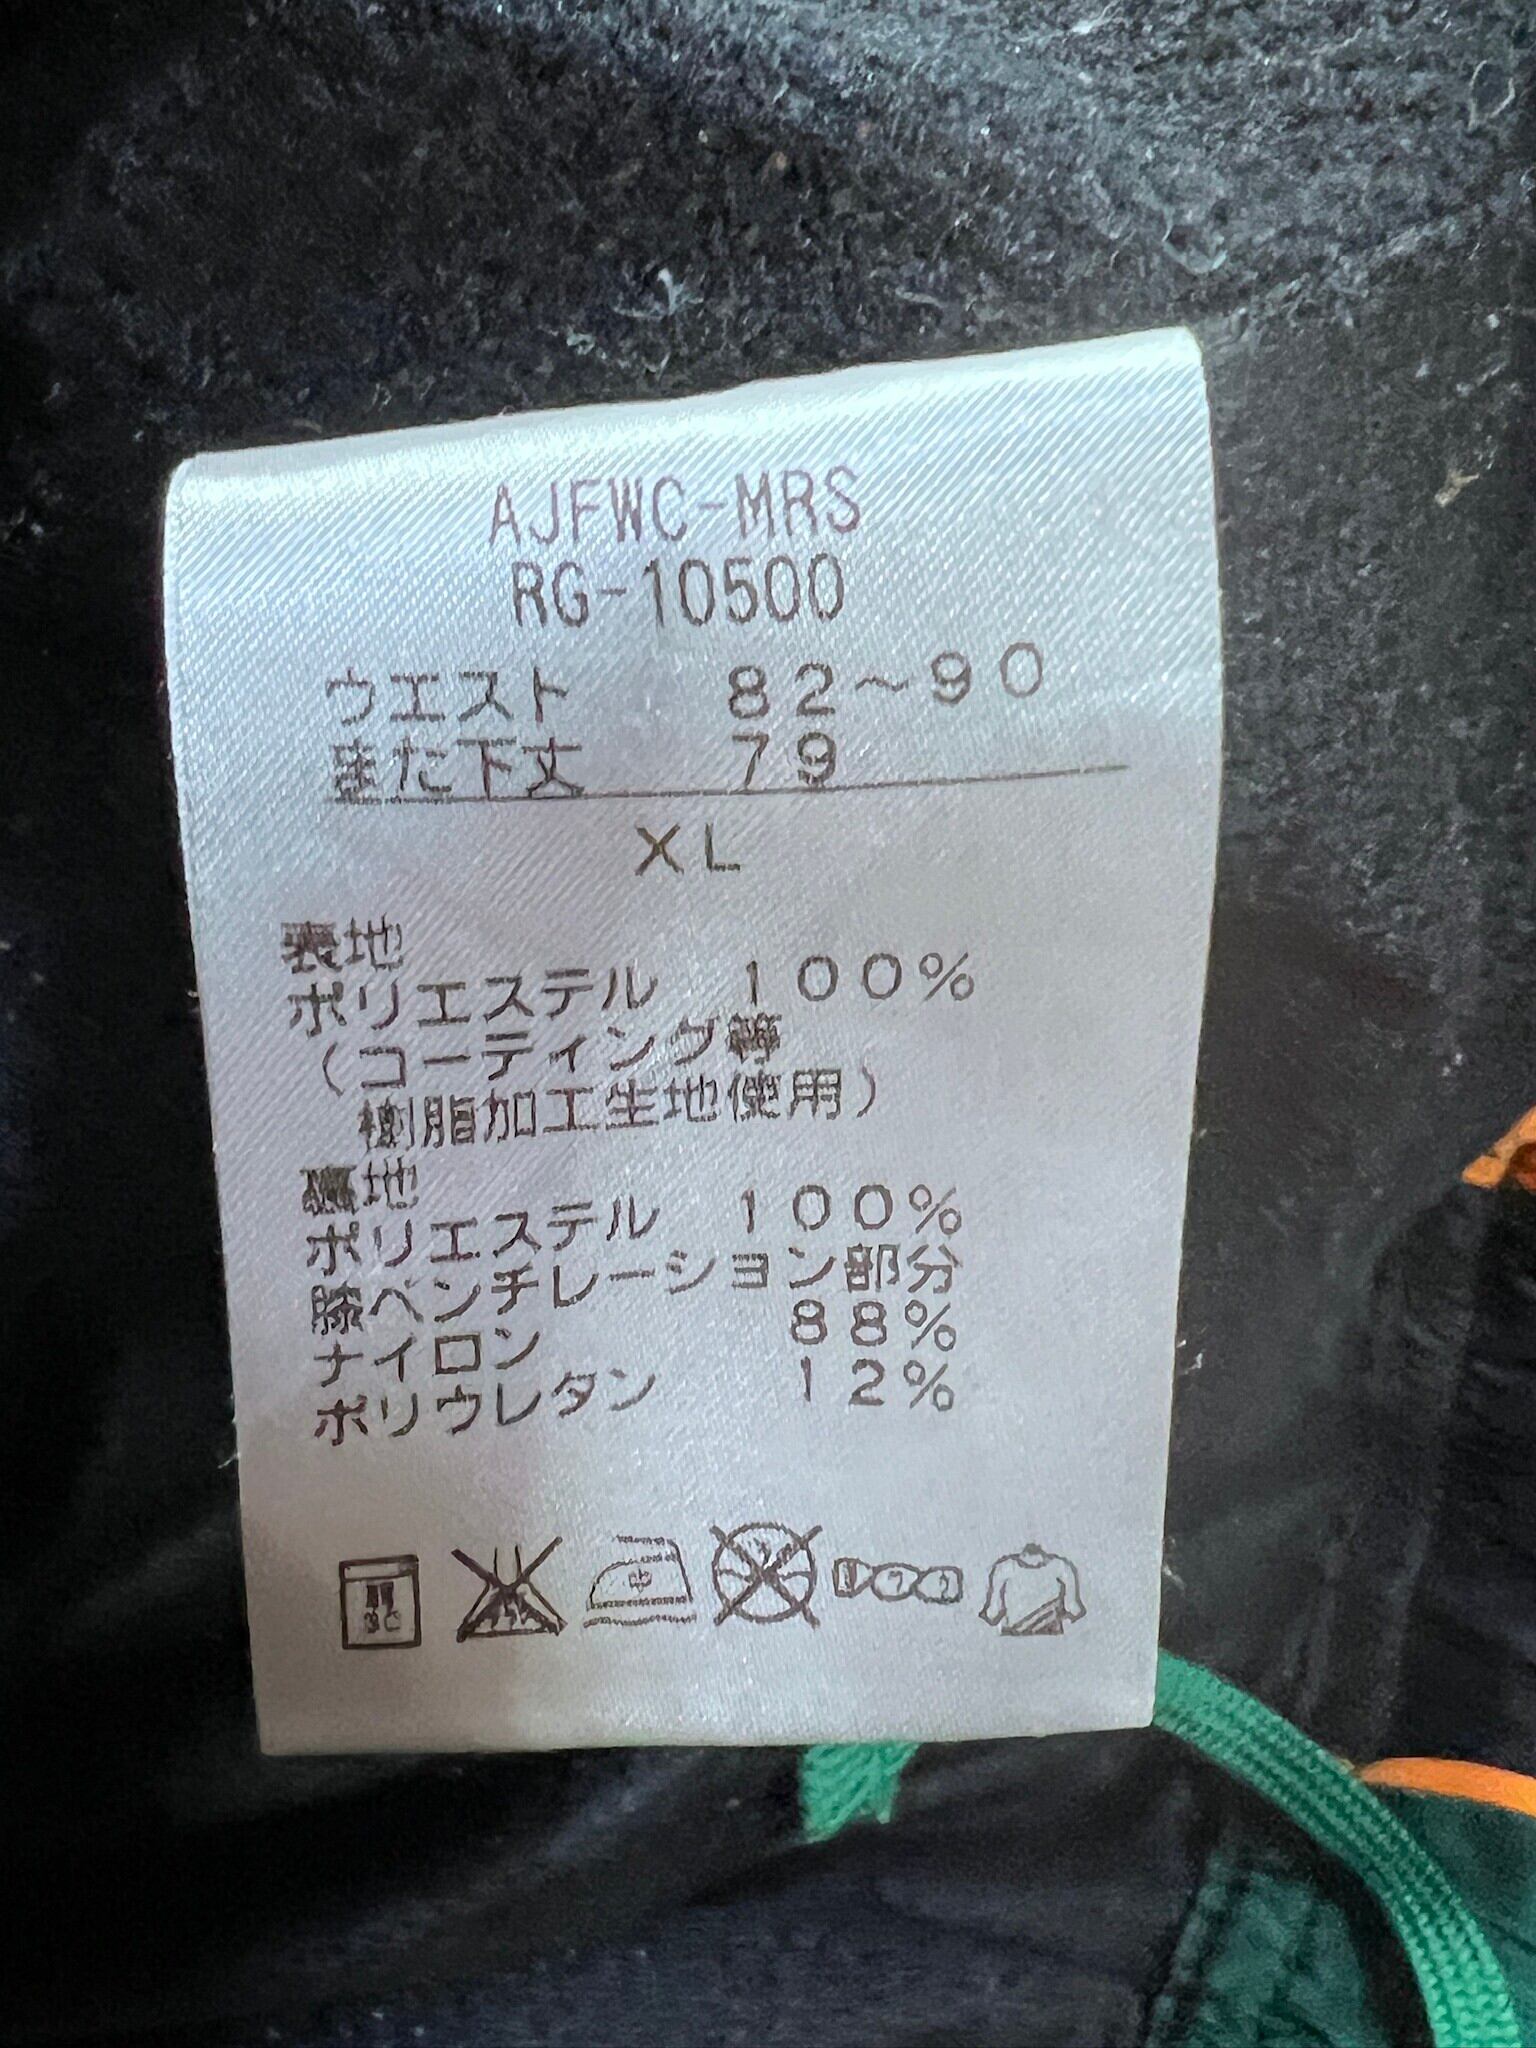 AJFWC-MRS
RG-10500
ウエスト 82～90
また下丈 79
XL
表地
ポリエステル 100%
（コーティング等
樹脂加工生地使用）
裏地
ポリエステル 100%
膝ベンチレーション部分
ナイロン 88%
ポリウレタン 12%